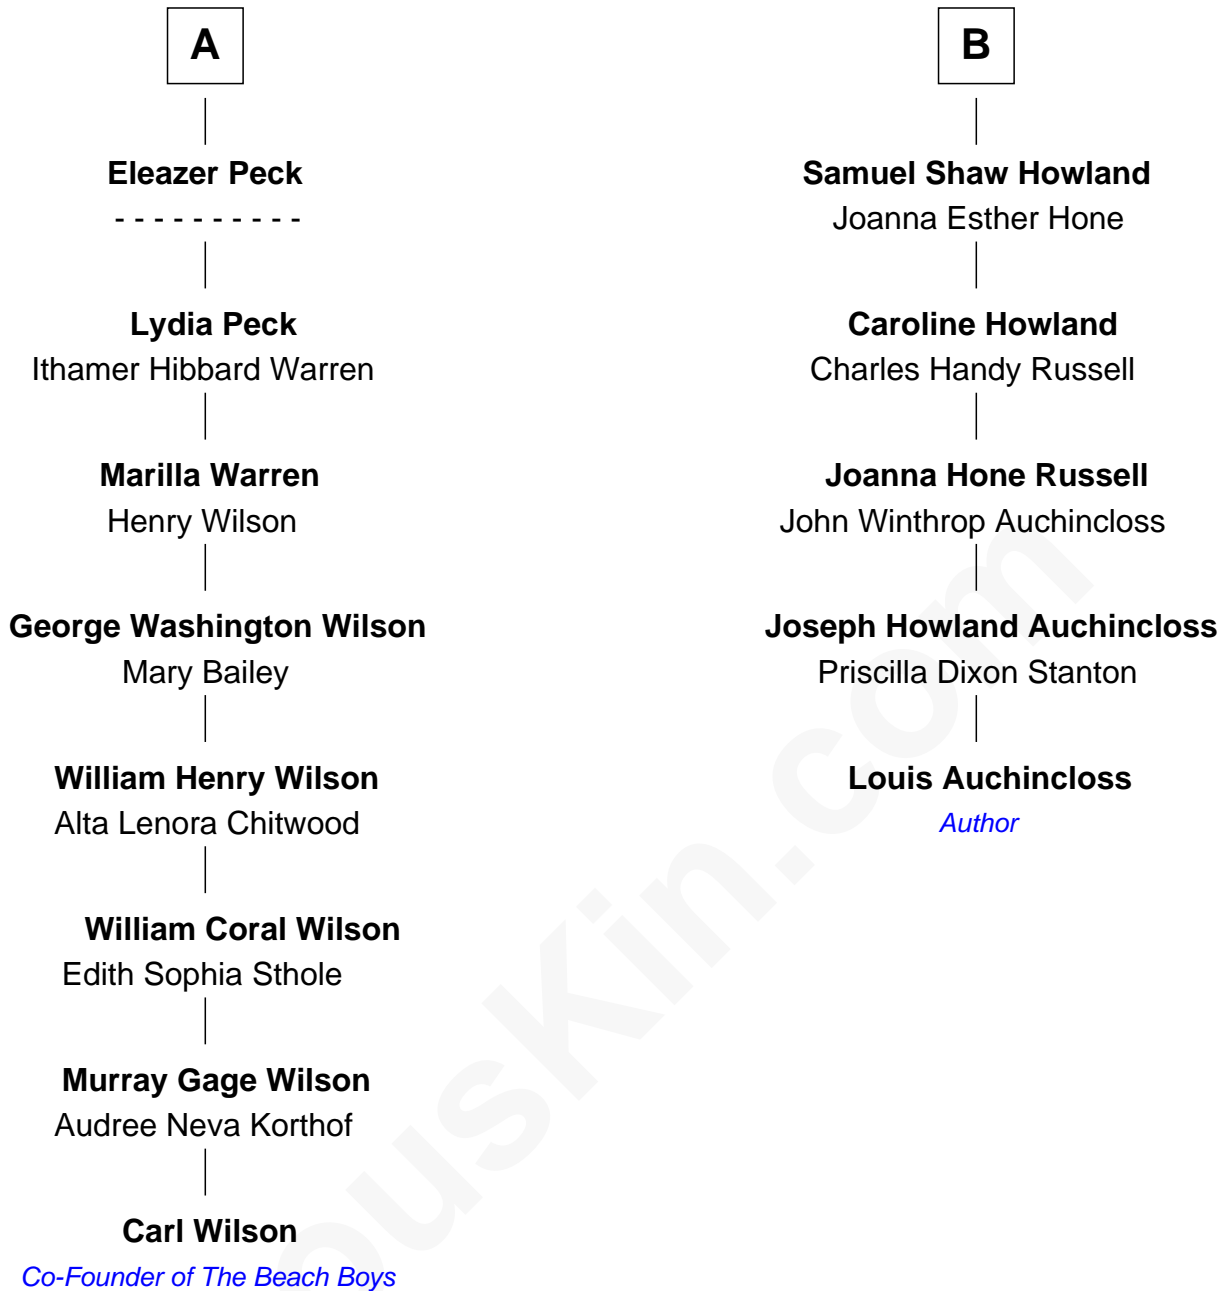 A
Eleazer Peck
- - - - - - - - - -
Lydia Peck
Ithamer Hibbard Warren
Marilla Warren
Henry Wilson
George Washington Wilson
Mary Bailey
William Henry Wilson
Alta Lenora Chitwood
William Coral Wilson
Edith Sophia Sthole
Murray Gage Wilson
Audree Neva Korthof
Carl Wilson
Co-Founder of The Beach Boys
B
Samuel Shaw Howland
Joanna Esther Hone
Caroline Howland
Charles Handy Russell
Joanna Hone Russell
John Winthrop Auchincloss
Joseph Howland Auchincloss
Priscilla Dixon Stanton
Louis Auchincloss
Author
ousKin.com